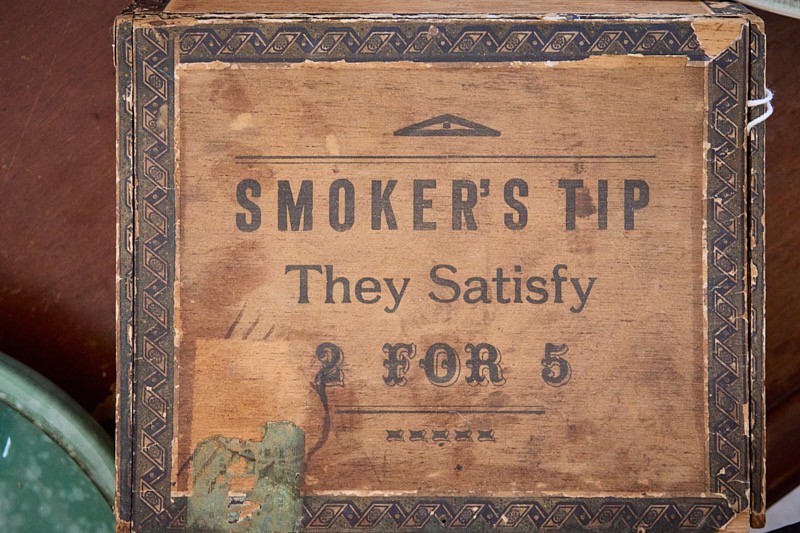 SMOKER'S TIP
They Satisfy
2 FOR 5